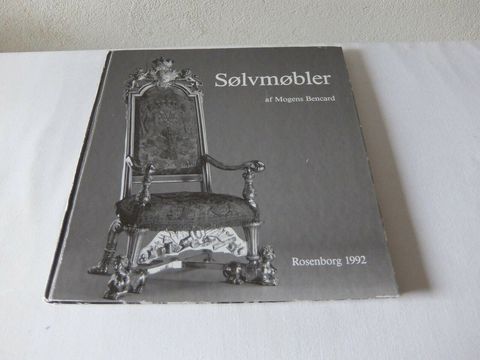 Sølvmøbler
af Mogens Bencard
Rosenborg 1992